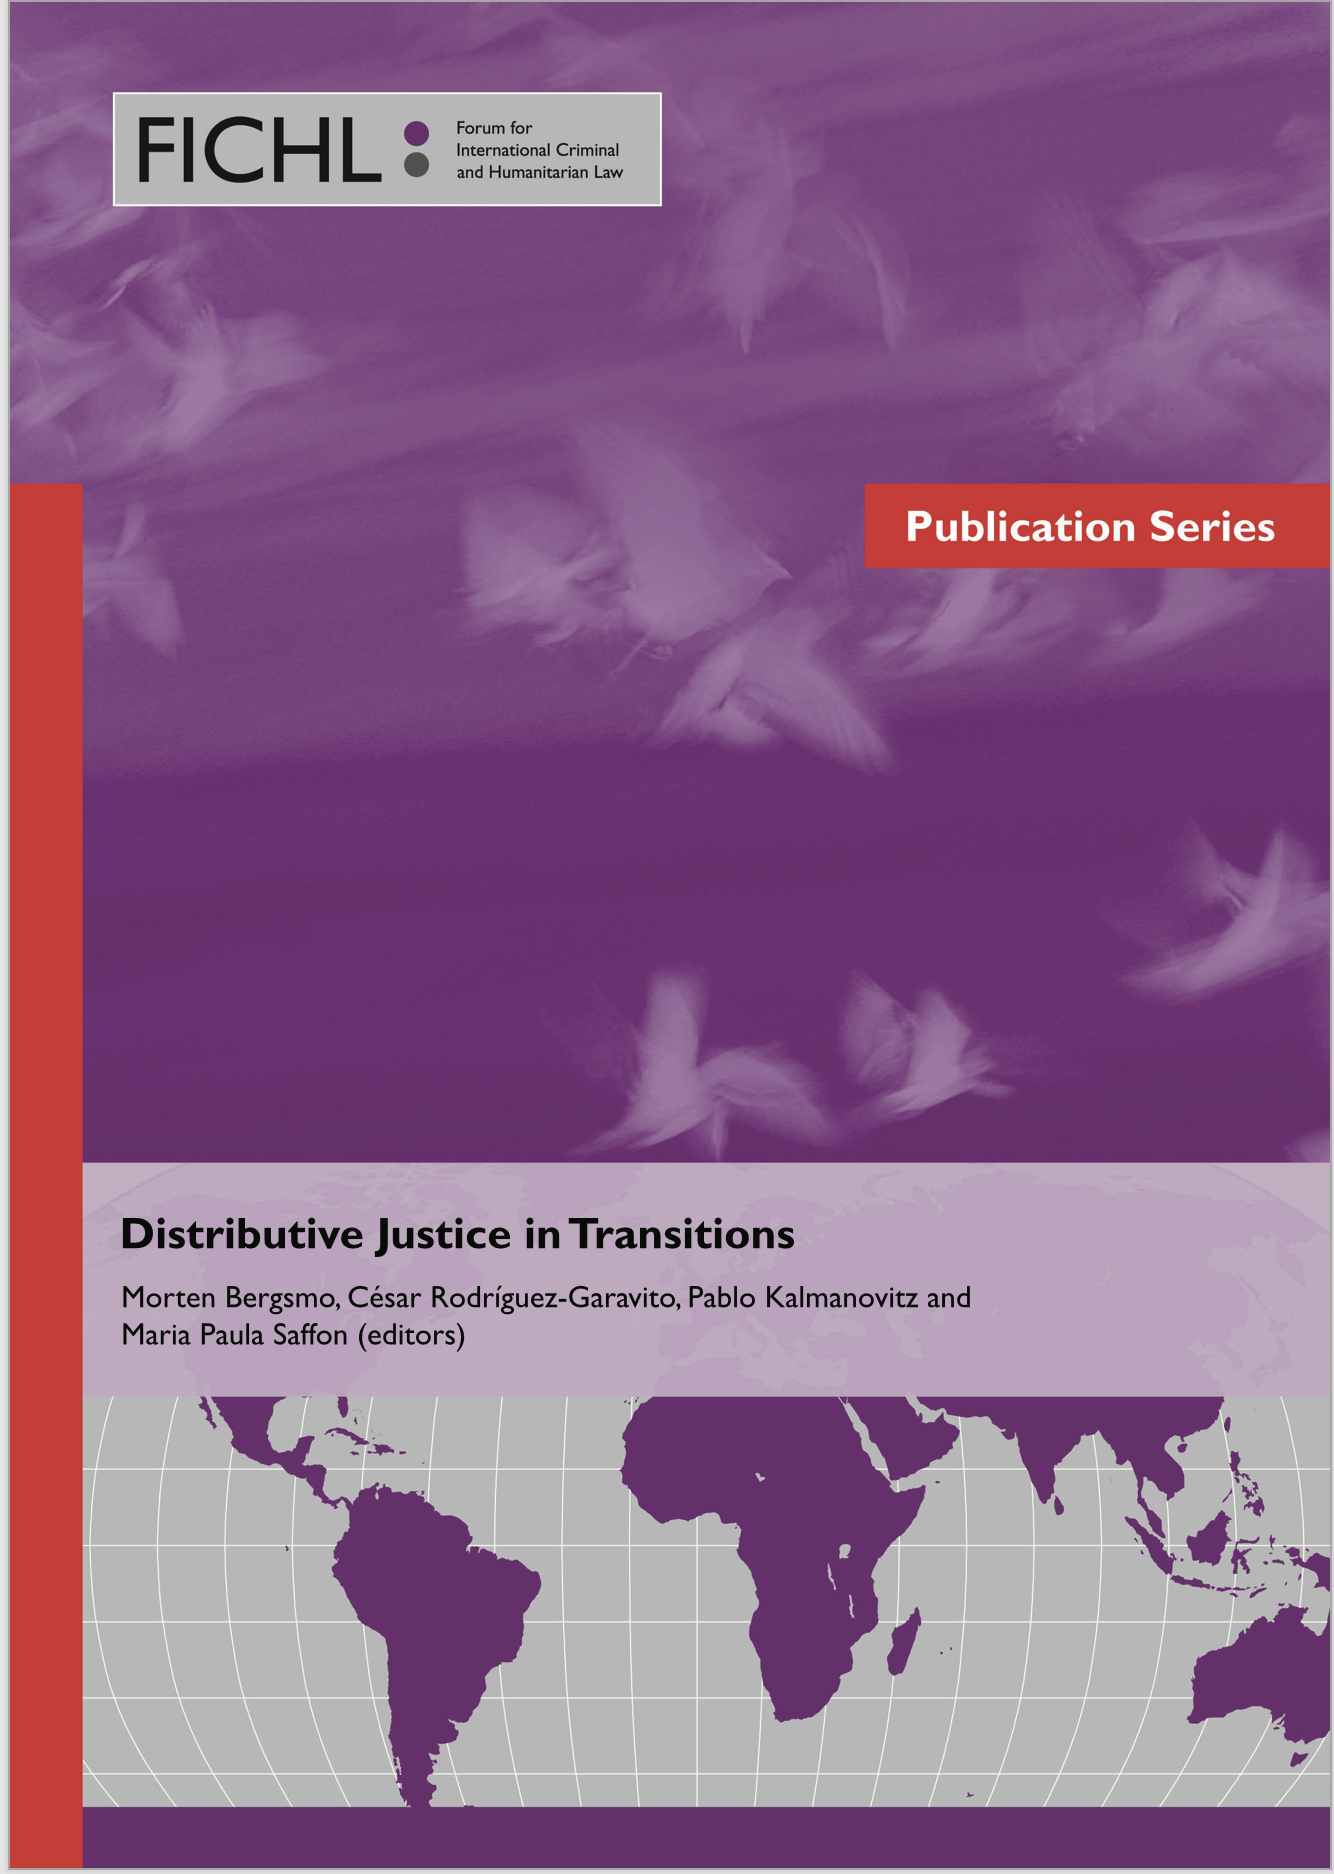 FICHL
Forum for
International Criminal
and Humanitarian Law
Publication Series
Distributive Justice in Transitions
Morten Bergsmo, César Rodríguez-Garavito, Pablo Kalmanovitz and
Maria Paula Saffon (editors)